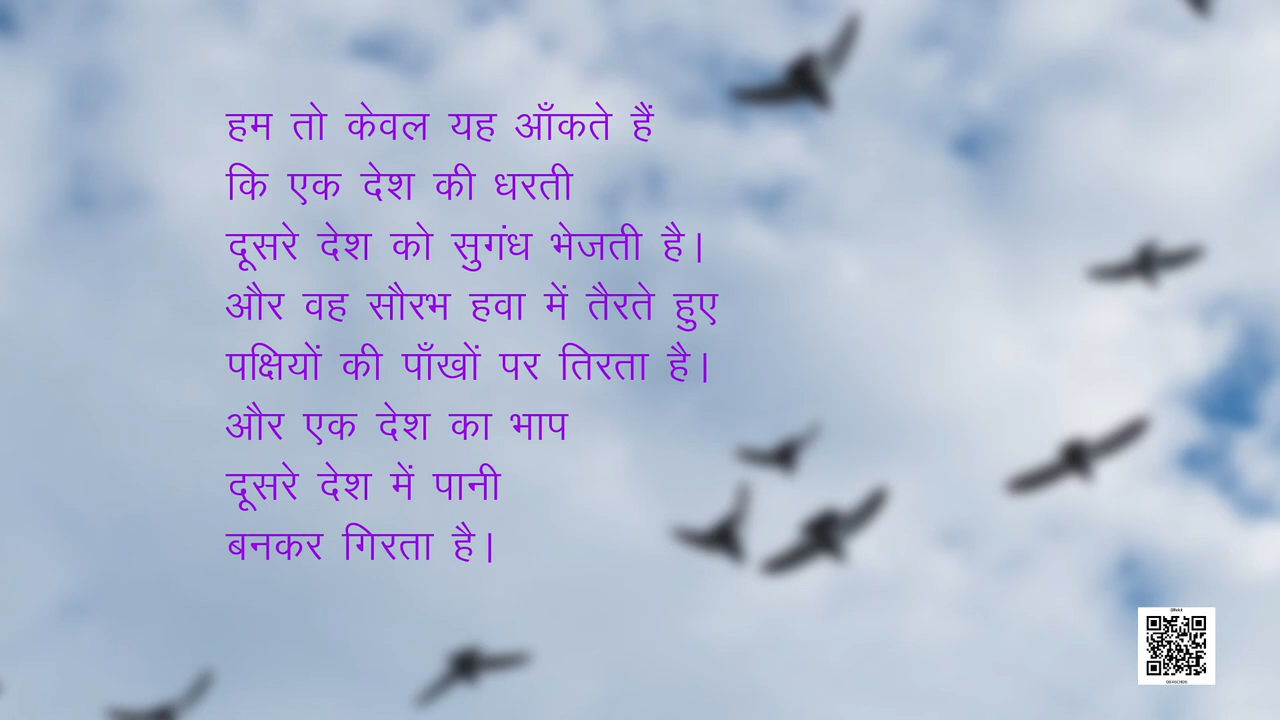 हम तो केवल यह आँकते हैं
कि एक देश की धरती
दूसरे देश को सुगंध भेजती है।
और वह सौरभ हवा में तैरते हुए
पक्षियों की पाँखों पर तिरता है।
और एक देश का भाप
दूसरे देश में पानी
बनकर गिरता है।